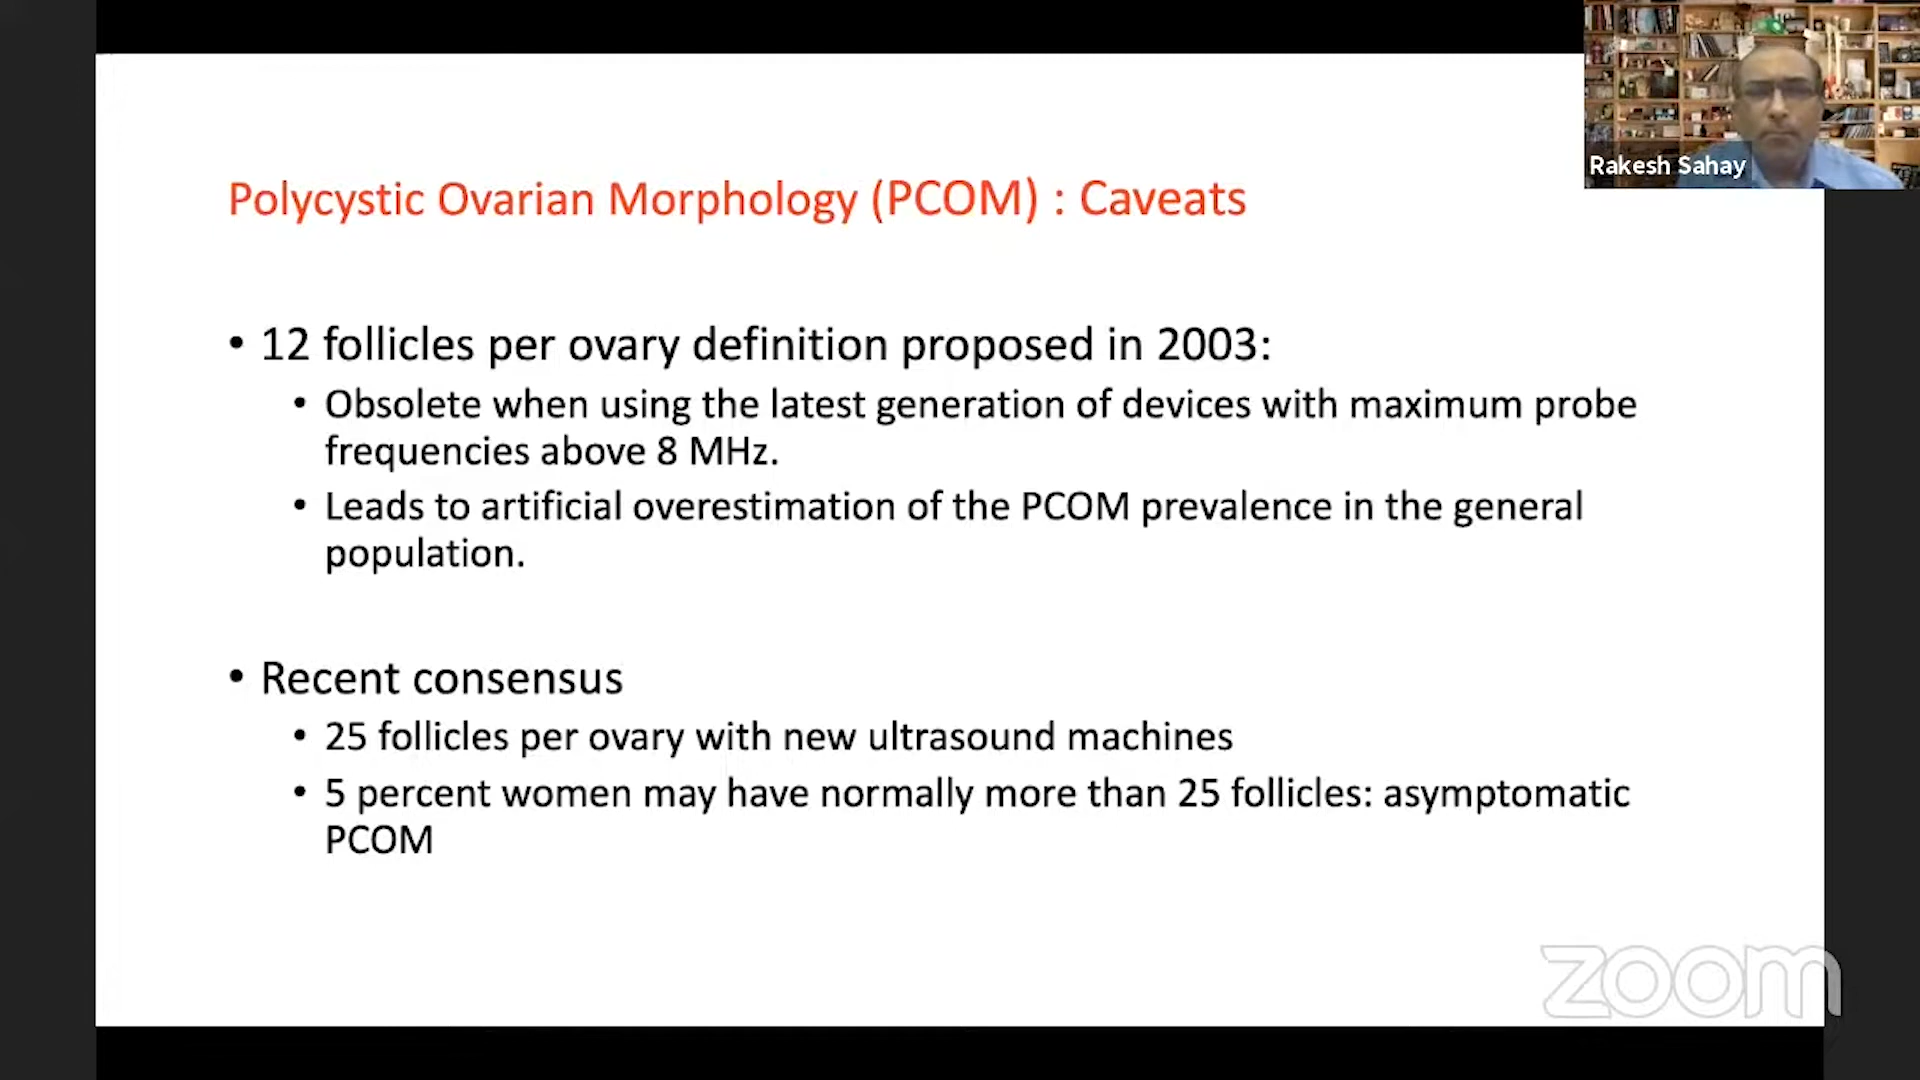 Rakesh Sahay
Polycystic Ovarian Morphology (PCOM) : Caveats
• 12 follicles per ovary definition proposed in 2003:
• Obsolete when using the latest generation of devices with maximum probe
frequencies above 8 MHz.
• Leads to artificial overestimation of the PCOM prevalence in the general
population.
• Recent consensus
• 25 follicles per ovary with new ultrasound machines
• 5 percent women may have normally more than 25 follicles: asymptomatic
PCOM
zoom